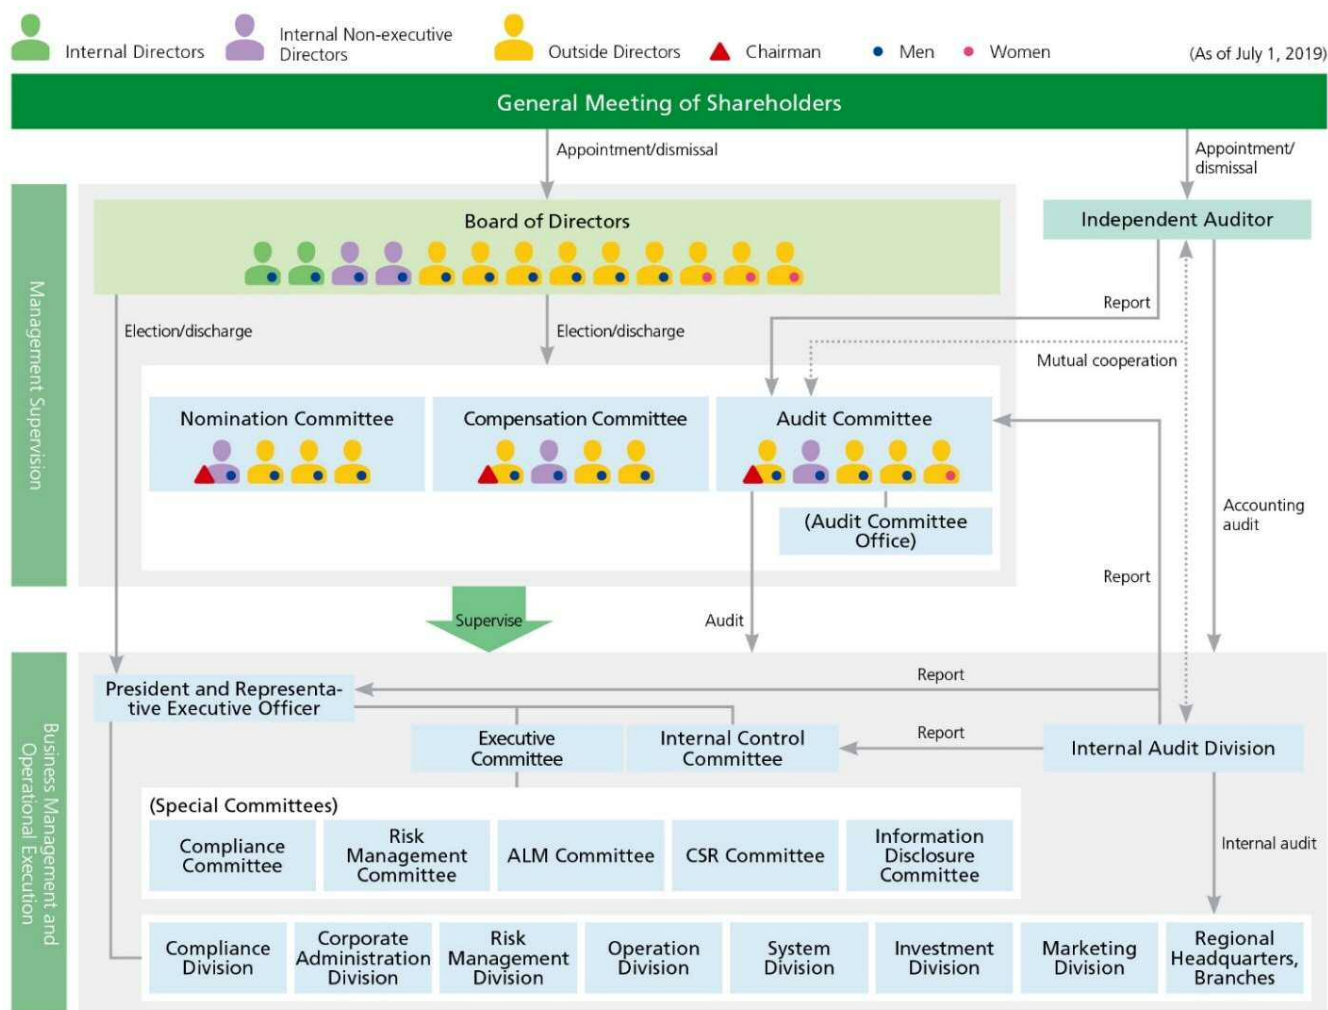 Internal Directors
Internal Non-executive
Directors
Outside Directors
Chairman
Men
Women
(As of July 1, 2019)
General Meeting of Shareholders
Appointment/dismissal
Appointment/
dismissal
Management Supervision
Board of Directors
Independent Auditor
Election/discharge
Election/discharge
Report
Mutual cooperation
Nomination Committee
Compensation Committee
Audit Committee
(Audit Committee
Office)
Accounting
audit
Report
Supervise
Audit
Business Management and
Operational Execution
President and Representa-
tive Executive Officer
Report
Executive
Committee
Internal Control
Committee
Report
Internal Audit Division
(Special Committees)
Compliance
Committee
Risk
Management
Committee
ALM Committee
CSR Committee
Information
Disclosure
Committee
Internal audit
Compliance
Division
Corporate
Administration
Division
Risk
Management
Division
Operation
Division
System
Division
Investment
Division
Marketing
Division
Regional
Headquarters,
Branches